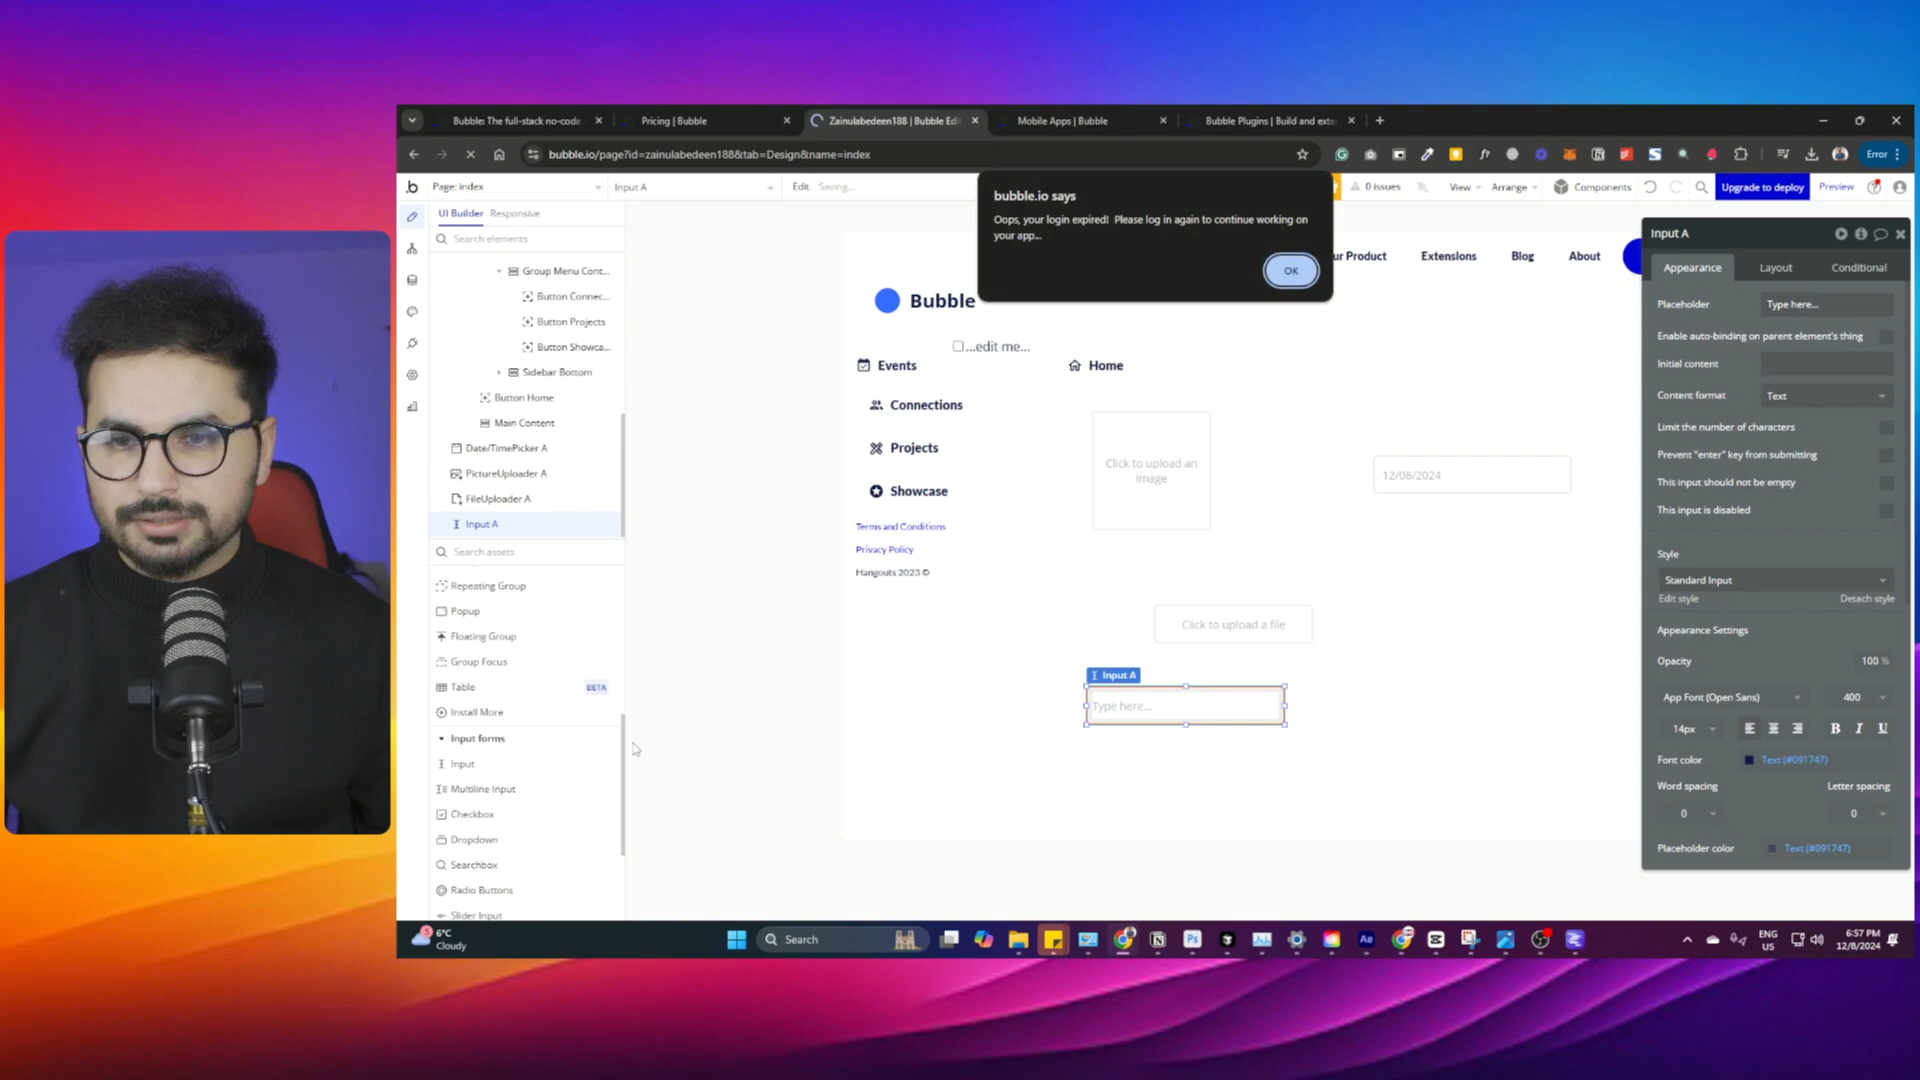 Bubble: The full-stack no-code
Pricing | Bubble
Zainulabedeen188 | Bubble Edi
Mobile Apps | Bubble
Bubble Plugins | Build and exte
bubble.io/page?id=zainulabedeen188&tab=Design&name=index
Error
Page: index
Input A
Edit
Saving...
0 issues
View
Arrange
Components
Upgrade to deploy
Preview
bubble.io says
Oops, your login expired! Please log in again to continue working on
your app...
OK
UI Builder
Responsive
Search elements
Group Menu Cont...
Button Connec...
Button Projects
Button Showca...
Sidebar Bottom
Button Home
Main Content
Date/TimePicker A
PictureUploader A
FileUploader A
Input A
Search assets
Repeating Group
Popup
Floating Group
Group Focus
Table
BETA
Install More
Input forms
Input
Multiline Input
Checkbox
Dropdown
Searchbox
Radio Buttons
Slider Input
ur Product
Extensions
Blog
About
Bubble
...edit me...
Events
Home
Connections
Projects
Showcase
Terms and Conditions
Privacy Policy
Hangouts 2023 ©
Click to upload an
image
12/08/2024
Click to upload a file
Input A
Type here...
Input A
Appearance
Layout
Conditional
Placeholder
Type here...
Enable auto-binding on parent element's thing
Initial content
Content format
Text
Limit the number of characters
Prevent "enter" key from submitting
This input should not be empty
This input is disabled
Style
Standard Input
Edit style
Detach style
Appearance Settings
Opacity
100 %
App Font (Open Sans)
400
14px
B I U
Font color
Text (#091747)
Word spacing
Letter spacing
0
0
Placeholder color
Text (#091747)
6°C
Cloudy
Search
Ps
Ae
ENG
US
6:57 PM
12/8/2024